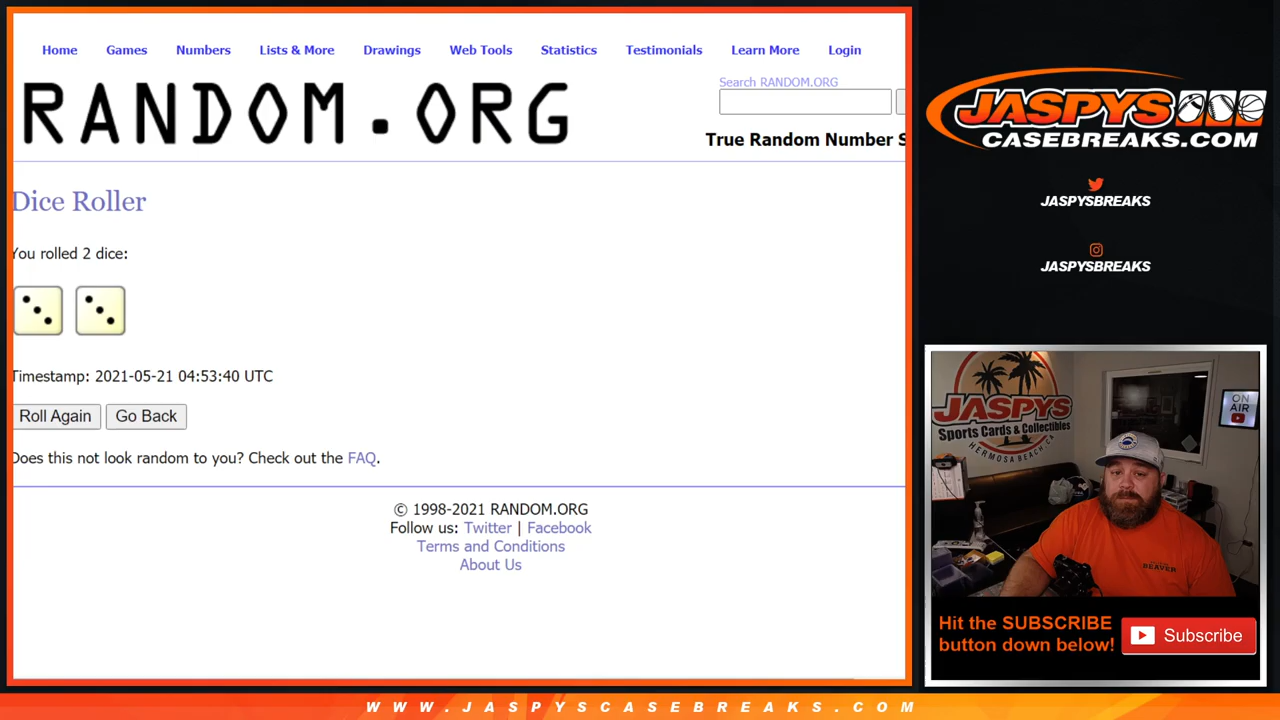 Home Games Numbers Lists & More Drawings Web Tools Statistics Testimonials Learn More Login
RANDOM.ORG
Search RANDOM.ORG
True Random Number S
Dice Roller
You rolled 2 dice:
Timestamp: 2021-05-21 04:53:40 UTC
Roll Again Go Back
Does this not look random to you? Check out the FAQ.
© 1998-2021 RANDOM.ORG
Follow us: Twitter | Facebook
Terms and Conditions
About Us
JASPYS
CASEBREAKS.COM
JASPYSBREAKS
JASPYSBREAKS
JASPYS
Sports Cards & Collectibles
HERMOSA BEACH CA
ON
AIR
BEAVER
Hit the SUBSCRIBE
button down below!
Subscribe
WWW.JASPYSCASEBREAKS.COM